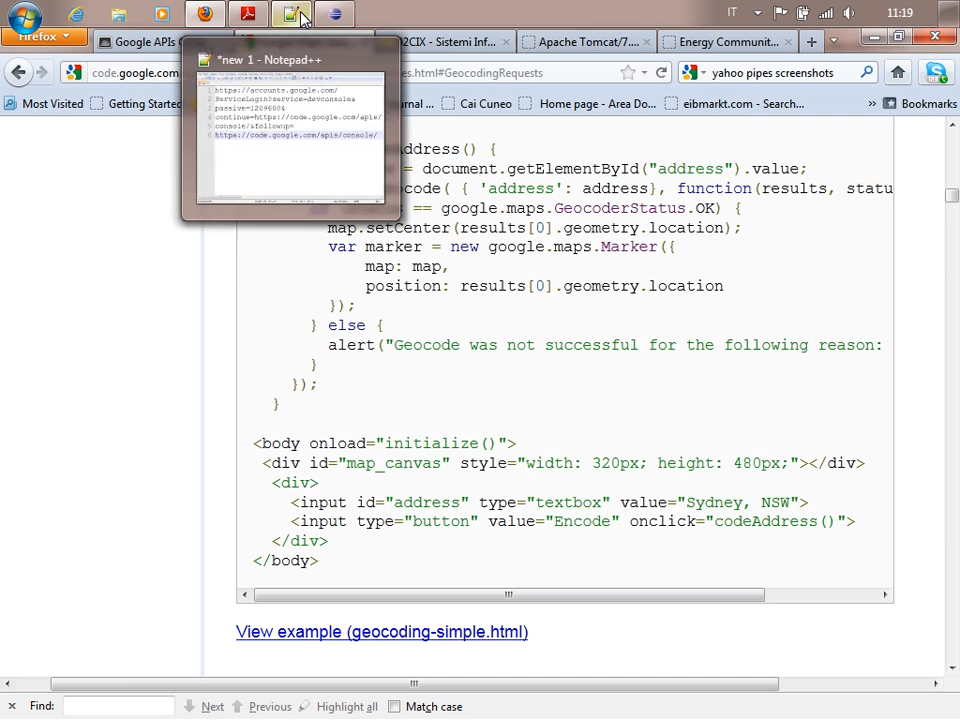 IT
11:19
Firefox
Google APIs C
02CIX - Sistemi Inf...
Apache Tomcat/7....
Energy Communit...
*new 1 - Notepad++
code.google.com
es.html#GeocodingRequests
yahoo pipes screenshots
Most Visited
Getting Started
rnal ...
Cai Cuneo
Home page - Area Do...
eibmarkt.com - Search...
Bookmarks
https://accounts.google.com/
ServiceLogin?service=devconsole&
passive=1209600&
continue=https://code.google.com/apis/
console/&followup=
https://code.google.com/apis/console/
ddress() {
= document.getElementById("address").value;
ocode( { 'address': address}, function(results, statu
== google.maps.GeocoderStatus.OK) {
map.setCenter(results[0].geometry.location);
var marker = new google.maps.Marker({
map: map,
position: results[0].geometry.location
});
} else {
alert("Geocode was not successful for the following reason:
}
});
}
<body onload="initialize()">
<div id="map_canvas" style="width: 320px; height: 480px;"></div>
<div>
<input id="address" type="textbox" value="Sydney, NSW">
<input type="button" value="Encode" onclick="codeAddress()">
</div>
</body>
View example (geocoding-simple.html)
Find:
Next
Previous
Highlight all
Match case